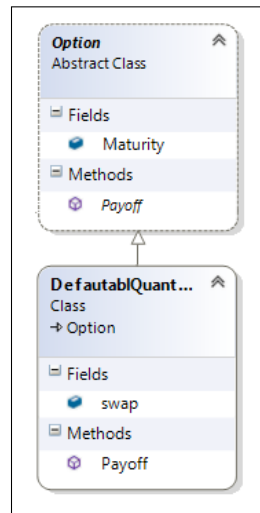 Option
Abstract Class
Fields
Maturity
Methods
Payoff
DefautablQuant...
Class
Option
Fields
swap
Methods
Payoff